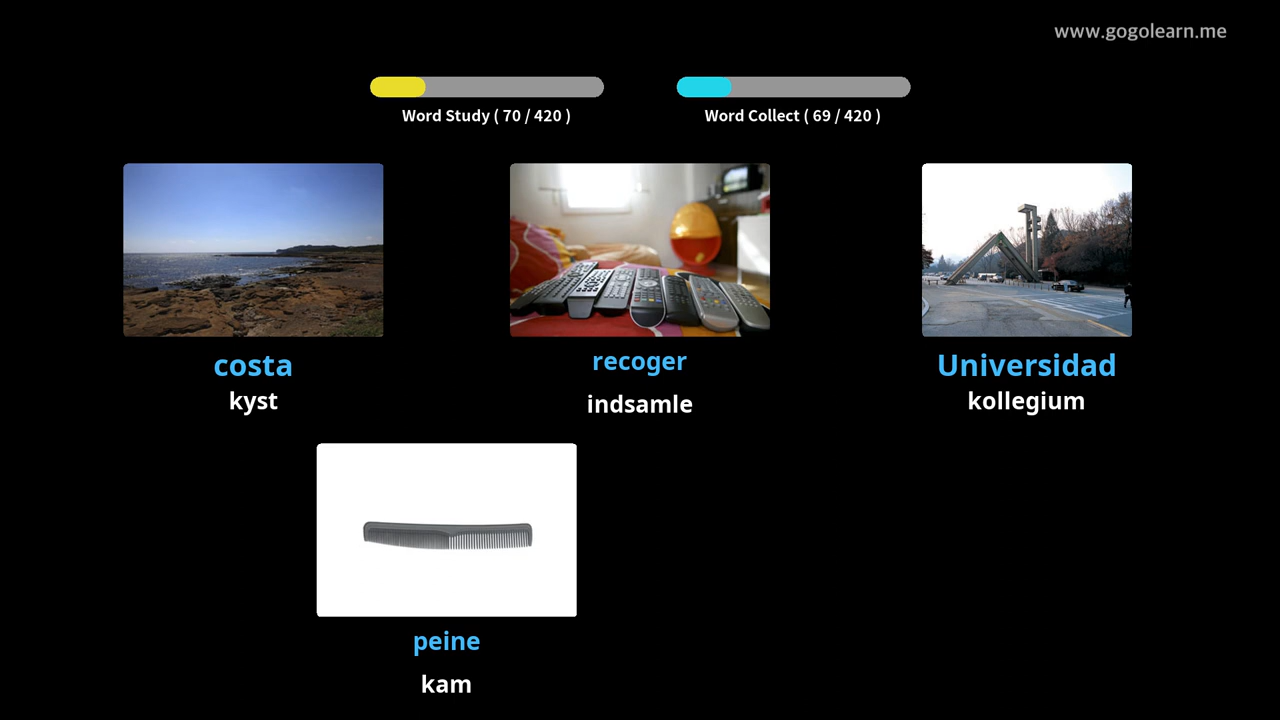 www.gogolearn.me
Word Study ( 70 / 420 )
Word Collect ( 69 / 420 )
costa
kyst
recoger
indsamle
Universidad
kollegium
peine
kam